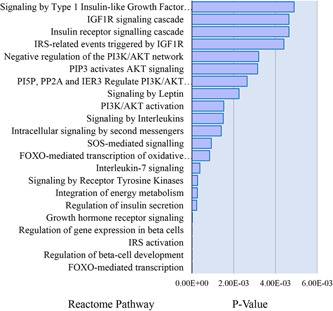 Signaling by Type 1 Insulin-like Growth Factor…
IGF1R signaling cascade
Insulin receptor signalling cascade
IRS-related events triggered by IGF1R
Negative regulation of the PI3K/AKT network
PIP3 activates AKT signaling
PI5P, PP2A and IER3 Regulate PI3K/AKT…
Signaling by Leptin
PI3K/AKT activation
Signaling by Interleukins
Intracellular signaling by second messengers
SOS-mediated signalling
FOXO-mediated transcription of oxidative…
Interleukin-7 signaling
Signaling by Receptor Tyrosine Kinases
Integration of energy metabolism
Regulation of insulin secretion
Growth hormone receptor signaling
Regulation of gene expression in beta cells
IRS activation
Regulation of beta-cell development
FOXO-mediated transcription
0.00E+00 2.00E-03 4.00E-03 6.00E-03
Reactome Pathway P-Value